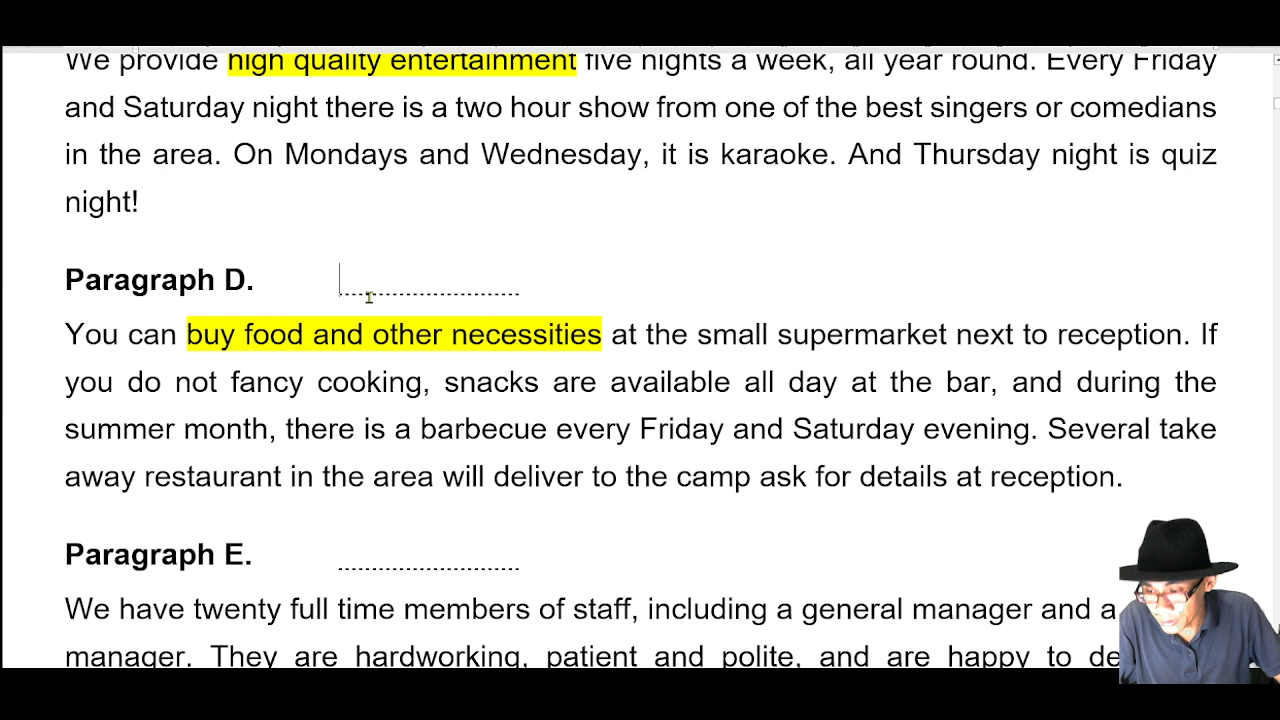 We provide high quality entertainment five nights a week, all year round. Every Friday
and Saturday night there is a two hour show from one of the best singers or comedians
in the area. On Mondays and Wednesday, it is karaoke. And Thursday night is quiz
night!
Paragraph D. ................................
You can buy food and other necessities at the small supermarket next to reception. If
you do not fancy cooking, snacks are available all day at the bar, and during the
summer month, there is a barbecue every Friday and Saturday evening. Several take
away restaurant in the area will deliver to the camp ask for details at reception.
Paragraph E. ................................
We have twenty full time members of staff, including a general manager and a
manager. They are hardworking, patient and polite, and are happy to